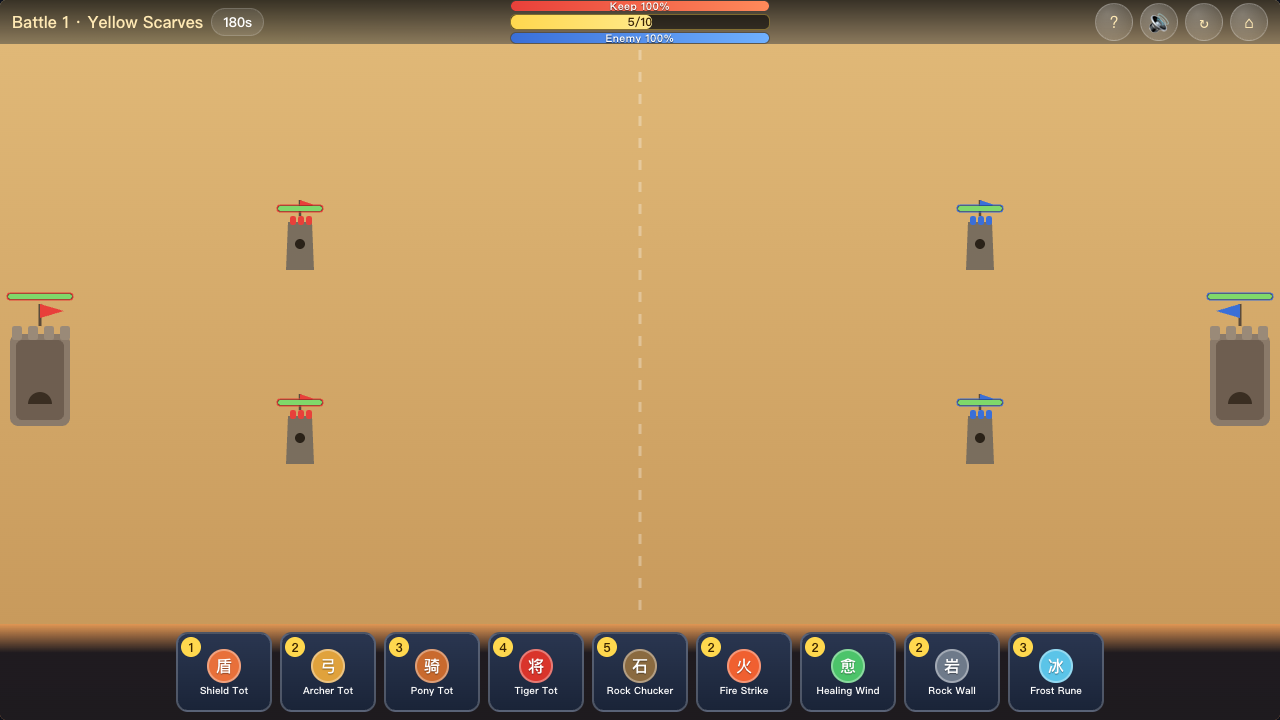 Battle 1 · Yellow Scarves
180s
Keep 100%
5/10
Enemy 100%
?
1
盾
Shield Tot
2
弓
Archer Tot
3
骑
Pony Tot
4
将
Tiger Tot
5
石
Rock Chucker
2
火
Fire Strike
2
愈
Healing Wind
2
岩
Rock Wall
3
冰
Frost Rune